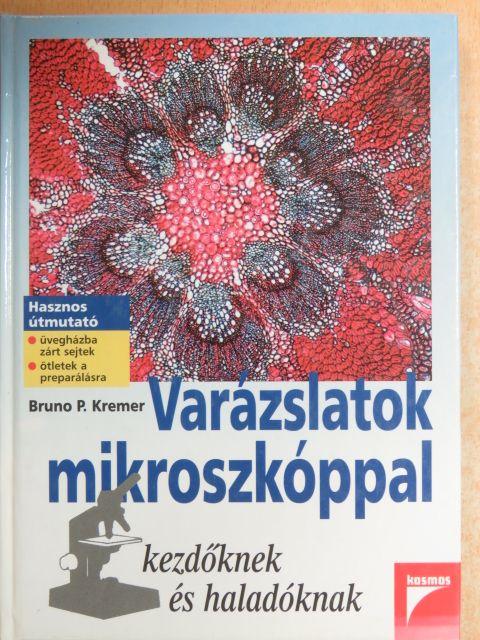 Hasznos
útmutató
üvegházba
zárt sejtek
ötletek a
preparálásra
Bruno P. Kremer
Varázslatok
mikroszkóppal
kezdőknek
és haladóknak
kosmos